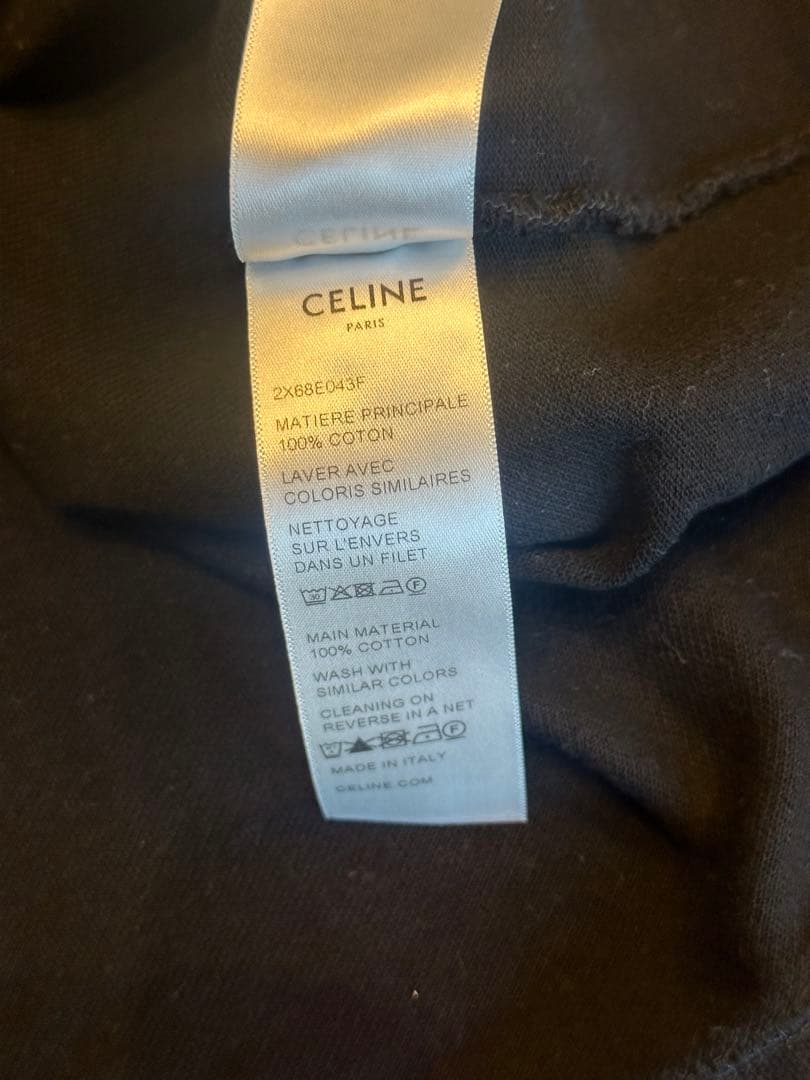 CELINE
CELINE
PARIS
2X68E043F
MATIERE PRINCIPALE
100% COTON
LAVER AVEC
COLORIS SIMILAIRES
NETTOYAGE
SUR L'ENVERS
DANS UN FILET
30 F
MAIN MATERIAL
100% COTTON
WASH WITH
SIMILAR COLORS
CLEANING ON
REVERSE IN A NET
F
MADE IN ITALY
CELINE.COM